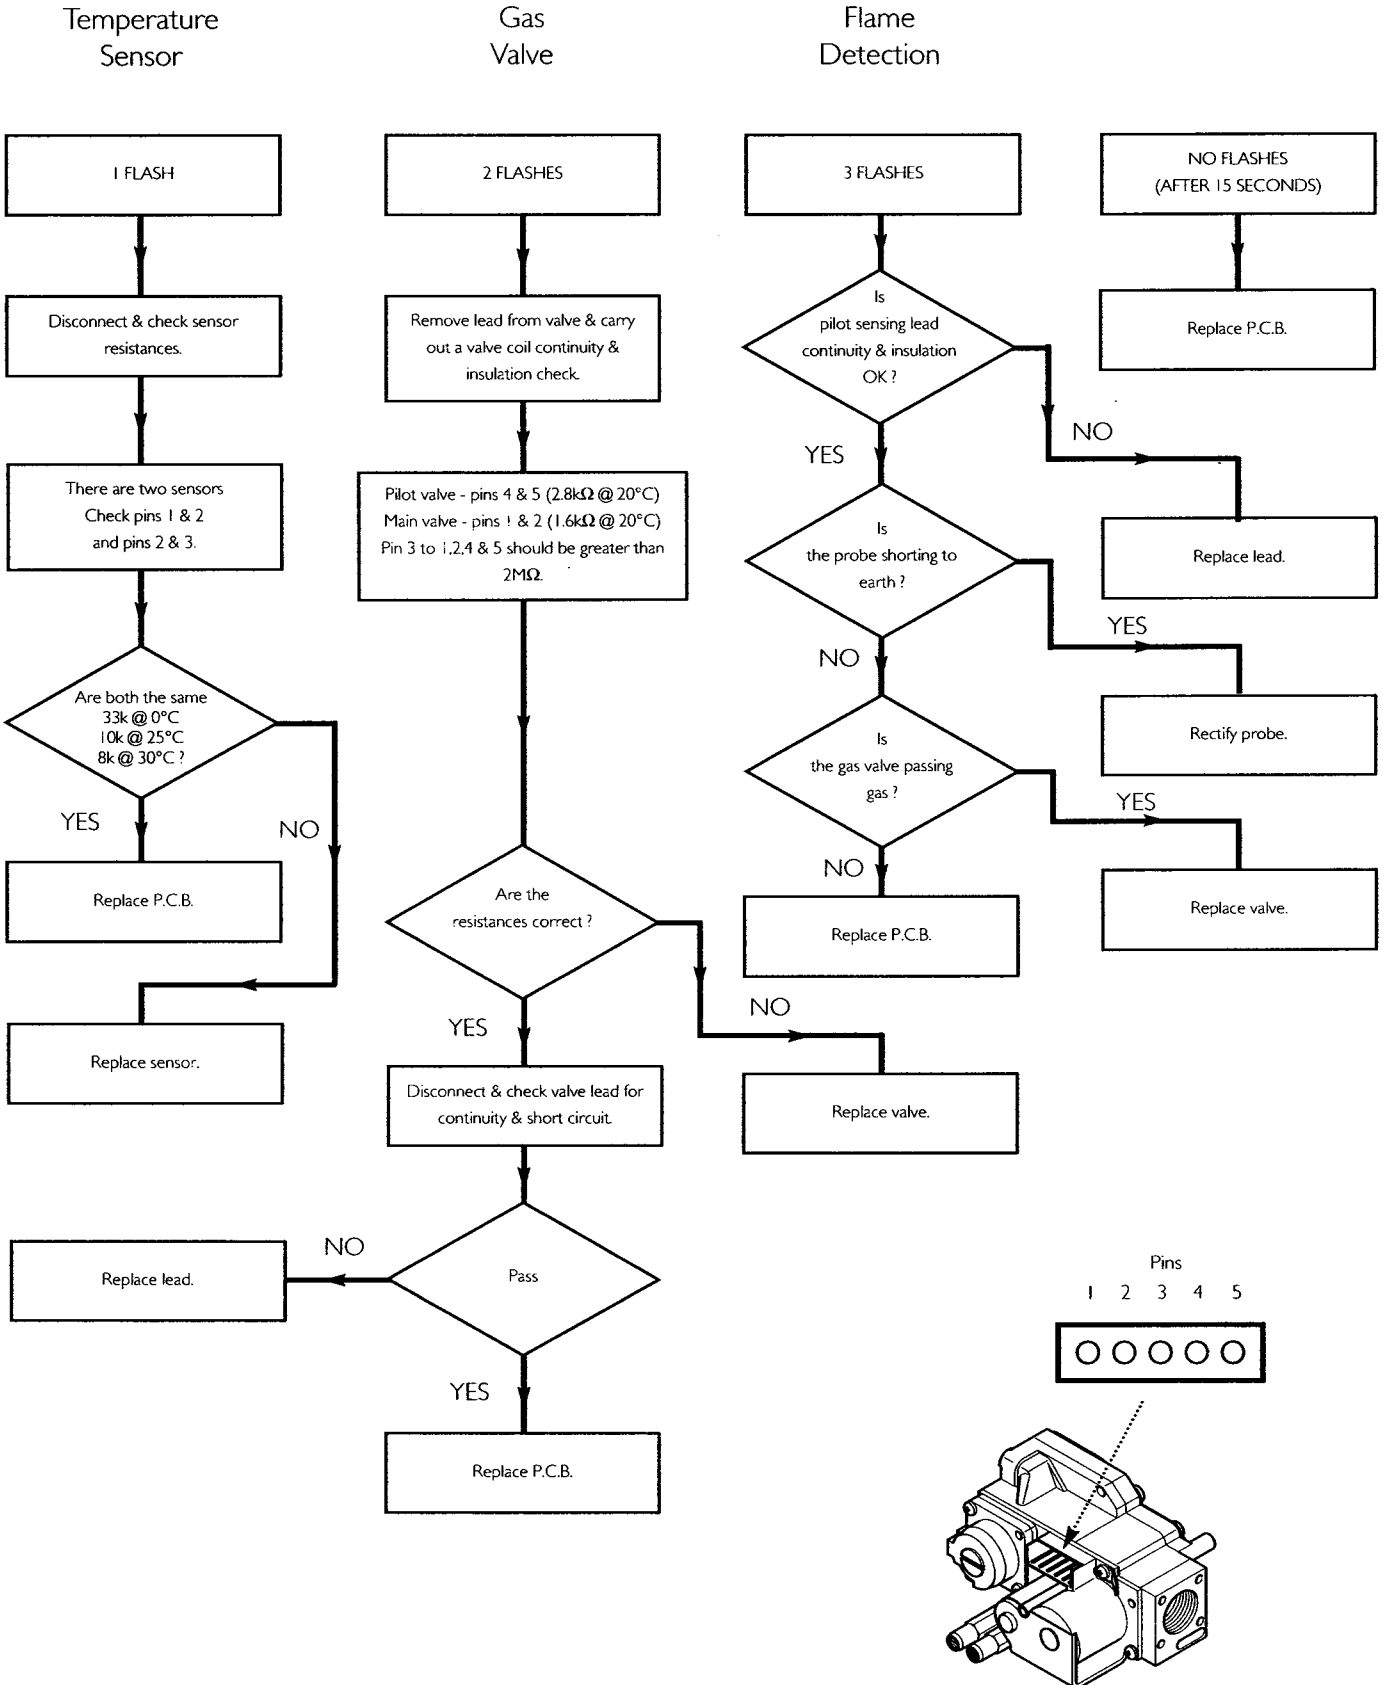 Temperature
Sensor
Gas
Valve
Flame
Detection
1 FLASH
Disconnect & check sensor
resistances.
There are two sensors
Check pins 1 & 2
and pins 2 & 3.
Are both the same
33k @ 0°C
10k @ 25°C
8k @ 30°C ?
YES
NO
Replace P.C.B.
Replace sensor.
2 FLASHES
Remove lead from valve & carry
out a valve coil continuity &
insulation check.
Pilot valve - pins 4 & 5 (2.8kΩ @ 20°C)
Main valve - pins 1 & 2 (1.6kΩ @ 20°C)
Pin 3 to 1,2,4 & 5 should be greater than
2MΩ.
Are the
resistances correct ?
YES
NO
Replace valve.
Disconnect & check valve lead for
continuity & short circuit.
Pass
NO
Replace lead.
YES
Replace P.C.B.
3 FLASHES
Is
pilot sensing lead
continuity & insulation
OK ?
YES
NO
Replace lead.
Is
the probe shorting to
earth ?
YES
NO
Rectify probe.
Is
the gas valve passing
gas ?
YES
NO
Replace valve.
Replace P.C.B.
NO FLASHES
(AFTER 15 SECONDS)
Replace P.C.B.
Pins
1 2 3 4 5